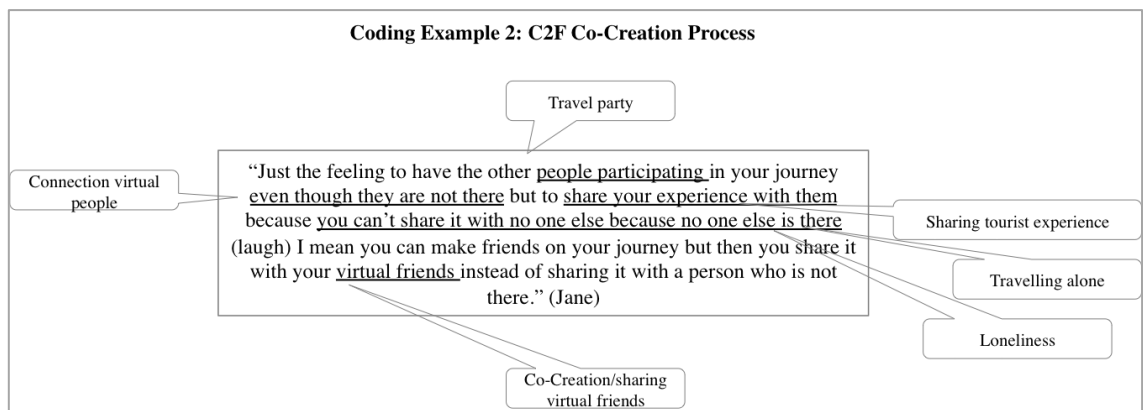 Coding Example 2: C2F Co-Creation Process
Travel party
Connection virtual
people
“Just the feeling to have the other people participating in your journey
even though they are not there but to share your experience with them
because you can’t share it with no one else because no one else is there
(laugh) I mean you can make friends on your journey but then you share it
with your virtual friends instead of sharing it with a person who is not
there.” (Jane)
Sharing tourist experience
Travelling alone
Loneliness
Co-Creation/sharing
virtual friends